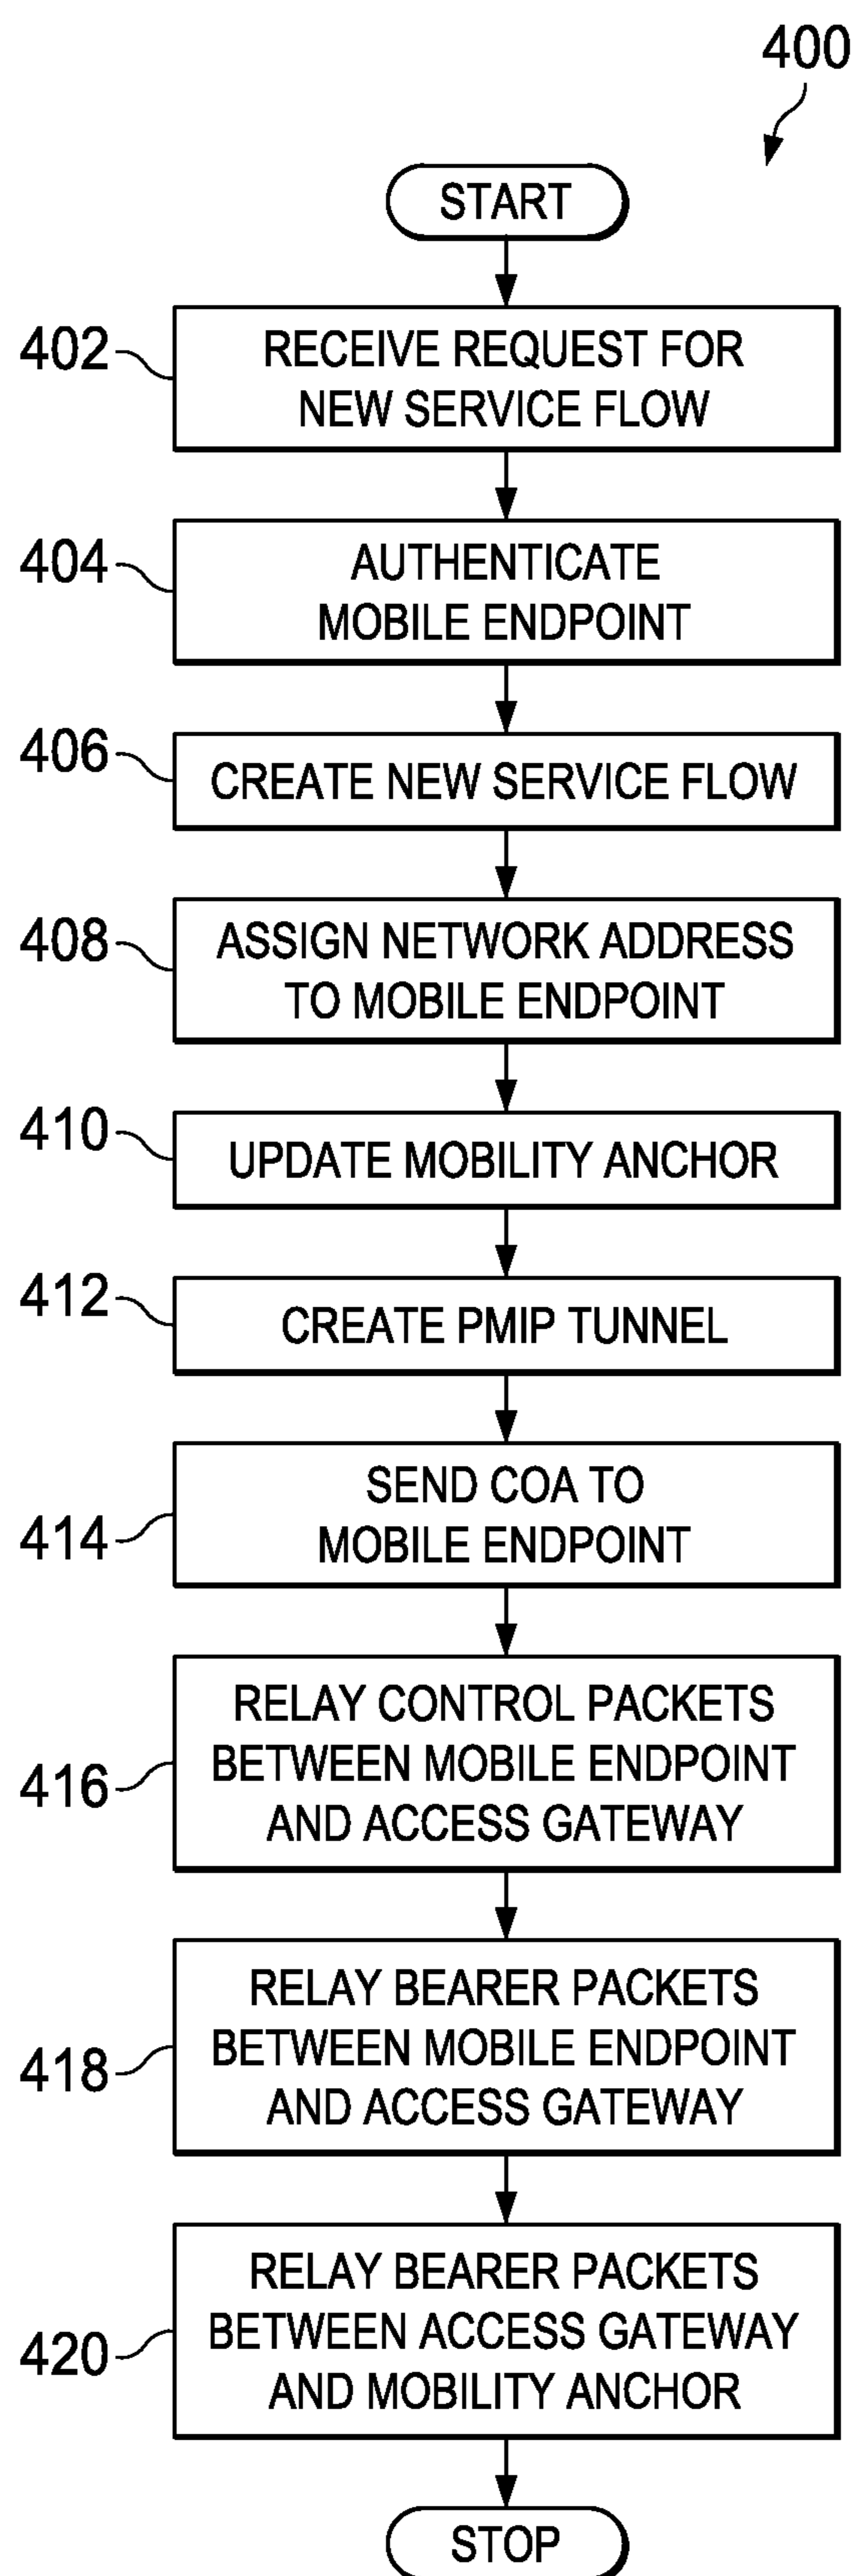 400
START
402
RECEIVE REQUEST FOR
NEW SERVICE FLOW
404
AUTHENTICATE
MOBILE ENDPOINT
406
CREATE NEW SERVICE FLOW
408
ASSIGN NETWORK ADDRESS
TO MOBILE ENDPOINT
410
UPDATE MOBILITY ANCHOR
412
CREATE PMIP TUNNEL
414
SEND COA TO
MOBILE ENDPOINT
416
RELAY CONTROL PACKETS
BETWEEN MOBILE ENDPOINT
AND ACCESS GATEWAY
418
RELAY BEARER PACKETS
BETWEEN MOBILE ENDPOINT
AND ACCESS GATEWAY
420
RELAY BEARER PACKETS
BETWEEN ACCESS GATEWAY
AND MOBILITY ANCHOR
STOP